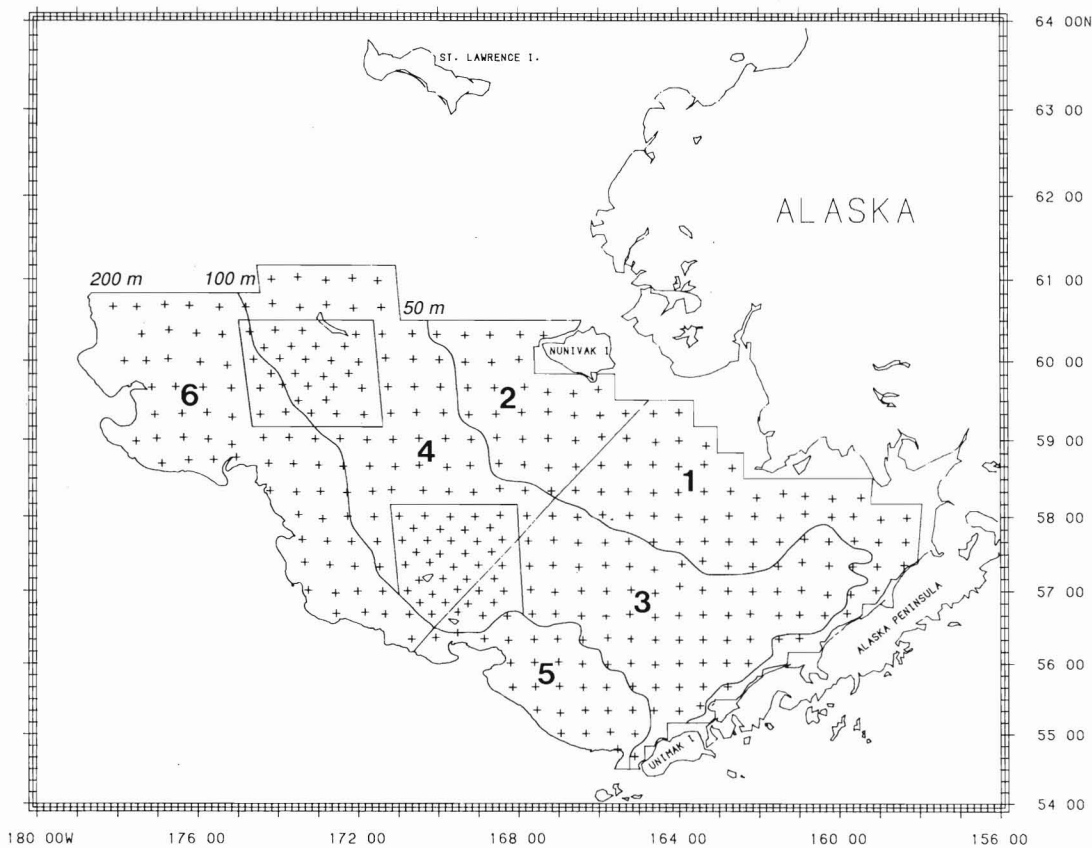 64 00N
ST. LAWRENCE I.
63 00
ALASKA
62 00
200 m 100 m
61 00
50 m
NUNIVAK I
60 00
6
2
59 00
4
1
58 00
3
57 00
ALASKA PENINSULA
5
56 00
55 00
UNIMAK I
54 00
180 00W 176 00 172 00 168 00 164 00 160 00 156 00